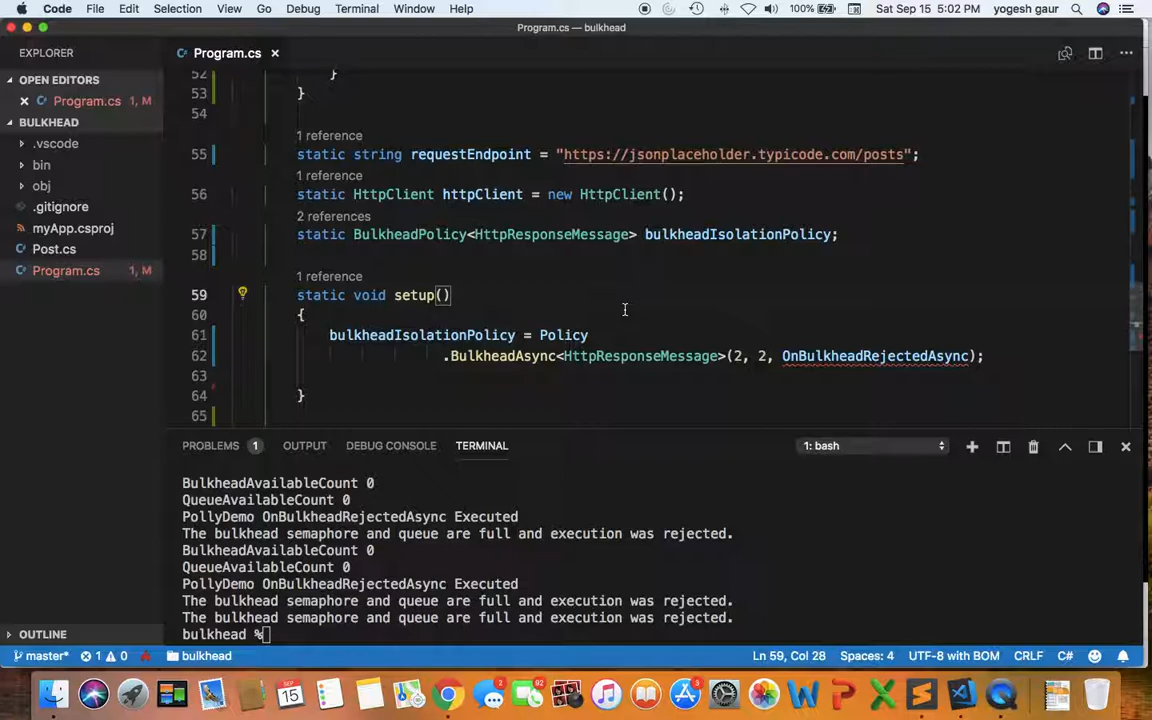 Code File Edit Selection View Go Debug Terminal Window Help 100% Sat Sep 15 5:02 PM yogesh gaur
Program.cs — bulkhead
EXPLORER
Program.cs
OPEN EDITORS
Program.cs 1, M
BULKHEAD
.vscode
bin
obj
.gitignore
myApp.csproj
Post.cs
Program.cs 1, M
OUTLINE
52 }
53 }
54
1 reference
55 static string requestEndpoint = "https://jsonplaceholder.typicode.com/posts";
1 reference
56 static HttpClient httpClient = new HttpClient();
2 references
57 static BulkheadPolicy<HttpResponseMessage> bulkheadIsolationPolicy;
58
1 reference
59 static void setup()
60 {
61 bulkheadIsolationPolicy = Policy
62 .BulkheadAsync<HttpResponseMessage>(2, 2, OnBulkheadRejectedAsync);
63
64 }
65
PROBLEMS 1 OUTPUT DEBUG CONSOLE TERMINAL 1: bash
BulkheadAvailableCount 0
QueueAvailableCount 0
PollyDemo OnBulkheadRejectedAsync Executed
The bulkhead semaphore and queue are full and execution was rejected.
BulkheadAvailableCount 0
QueueAvailableCount 0
PollyDemo OnBulkheadRejectedAsync Executed
The bulkhead semaphore and queue are full and execution was rejected.
The bulkhead semaphore and queue are full and execution was rejected.
bulkhead %
master* 1 0 bulkhead Ln 59, Col 28 Spaces: 4 UTF-8 with BOM CRLF C#
SEP
15
2 92 3